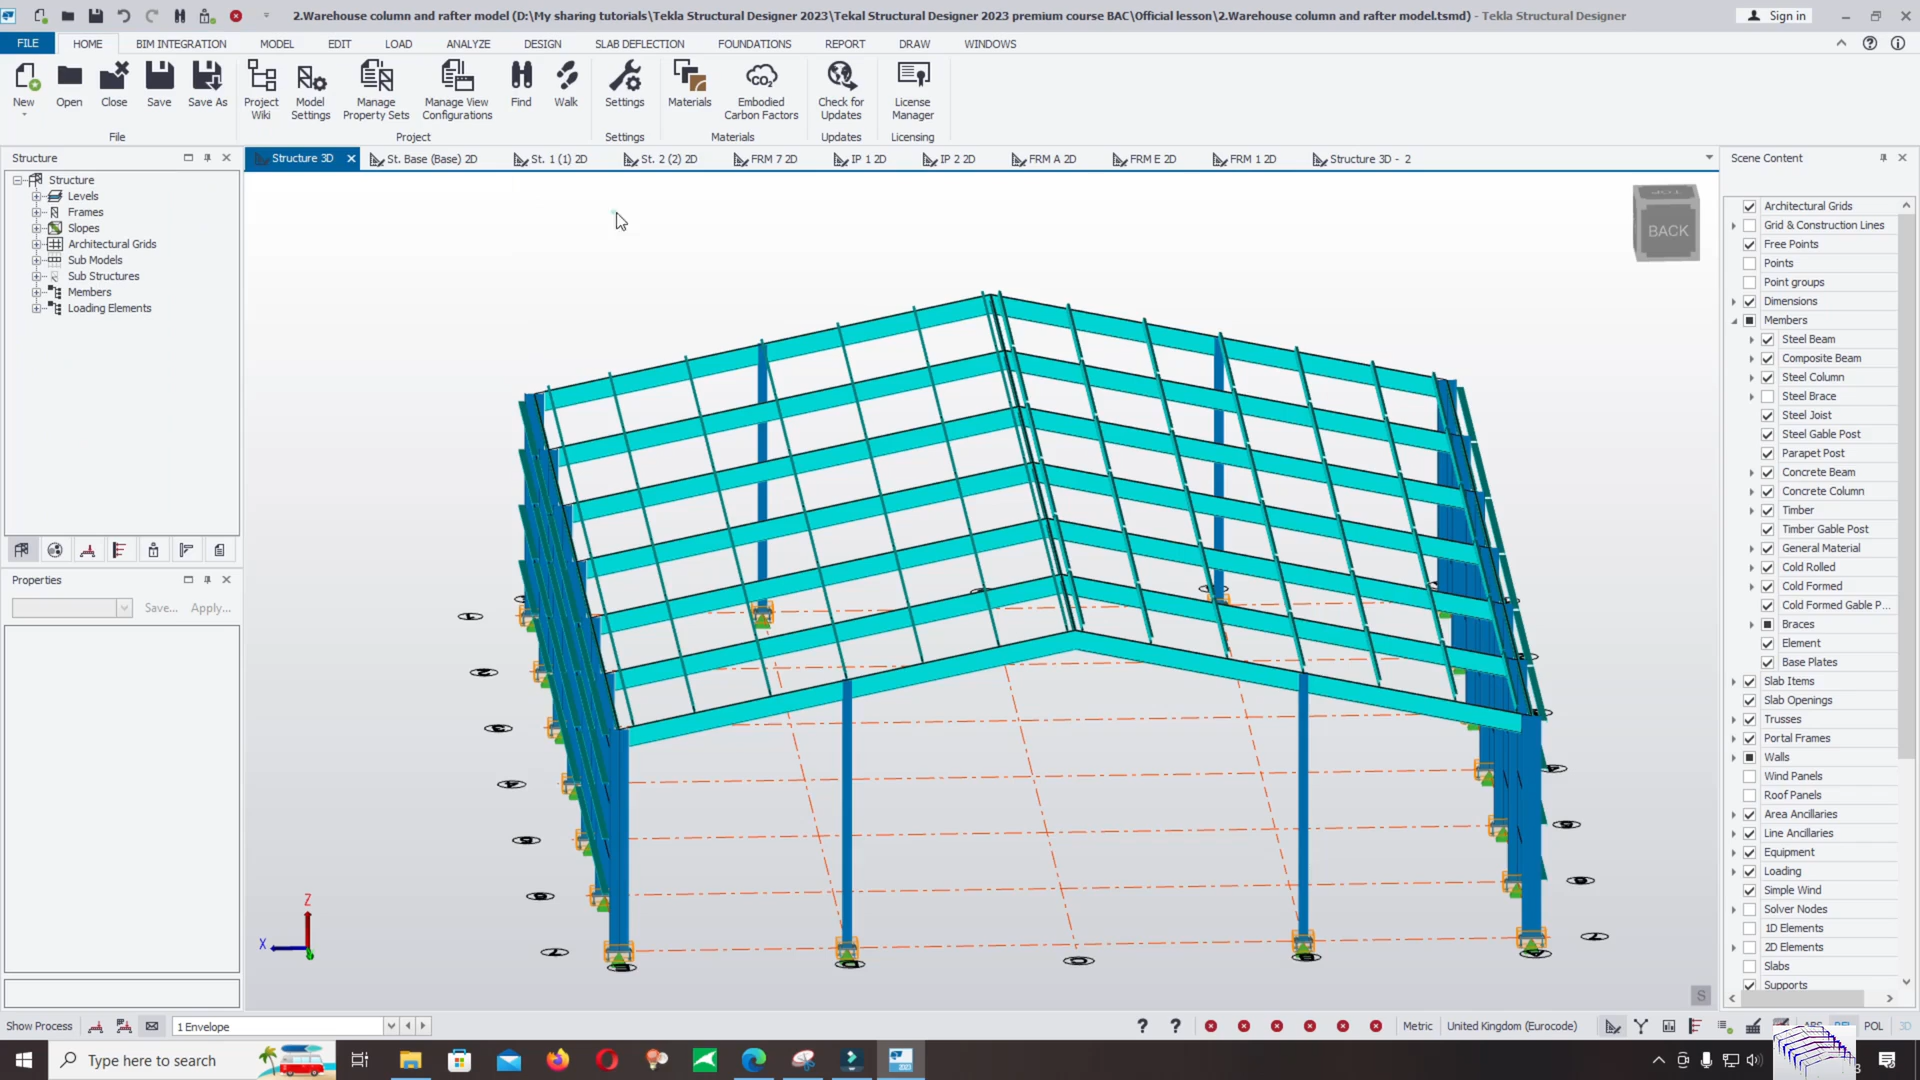 2.Warehouse column and rafter model (D:\My sharing tutorials\Tekla Structural Designer 2023\Tekal Structural Designer 2023 premium course BAC\Official lesson\2.Warehouse column and rafter model.tsmd) - Tekla Structural Designer
Sign in
FILE HOME BIM INTEGRATION MODEL EDIT LOAD ANALYZE DESIGN SLAB DEFLECTION FOUNDATIONS REPORT DRAW WINDOWS
New Open Close Save Save As
Project Wiki
Model Settings
Manage Property Sets
Manage View Configurations
Find Walk Settings Materials
Embodied Carbon Factors
Check for Updates
License Manager
File Project Settings Materials Updates Licensing
Structure
Structure 3D St. Base (Base) 2D St. 1 (1) 2D St. 2 (2) 2D FRM 7 2D IP 1 2D IP 2 2D FRM A 2D FRM E 2D FRM 1 2D Structure 3D - 2
Scene Content
Structure
Levels
Frames
Slopes
Architectural Grids
Sub Models
Sub Structures
Members
Loading Elements
Properties
Save... Apply...
BACK
Z
X
1
2
3
4
7
E
D
C
B
7
Architectural Grids
Grid & Construction Lines
Free Points
Points
Point groups
Dimensions
Members
Steel Beam
Composite Beam
Steel Column
Steel Brace
Steel Joist
Steel Gable Post
Parapet Post
Concrete Beam
Concrete Column
Timber
Timber Gable Post
General Material
Cold Rolled
Cold Formed
Cold Formed Gable P...
Braces
Element
Base Plates
Slab Items
Slab Openings
Trusses
Portal Frames
Walls
Wind Panels
Roof Panels
Area Ancillaries
Line Ancillaries
Equipment
Loading
Simple Wind
Solver Nodes
1D Elements
2D Elements
Slabs
Supports
S
Show Process
1 Envelope
Metric United Kingdom (Eurocode)
POL 3D
Type here to search